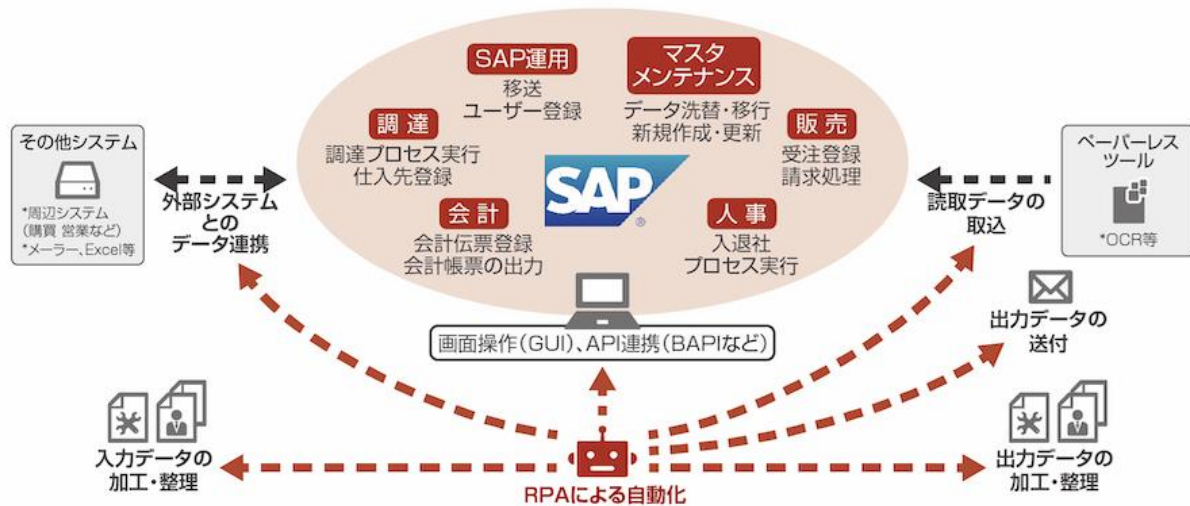 SAP運用
移送
ユーザー登録
マスタ
メンテナンス
データ洗替・移行
新規作成・更新
調達
調達プロセス実行
仕入先登録
販売
受注登録
請求処理
SAP
®
会計
会計伝票登録
会計帳票の出力
人事
入退社
プロセス実行
その他システム
*周辺システム
(購買 営業など)
*メーラー、Excel等
外部システム
との
データ連携
読取データの
取込
ペーパーレス
ツール
*OCR等
画面操作(GUI)、API連携(BAPIなど)
出力データの
送付
入力データの
加工・整理
RPAによる自動化
出力データの
加工・整理